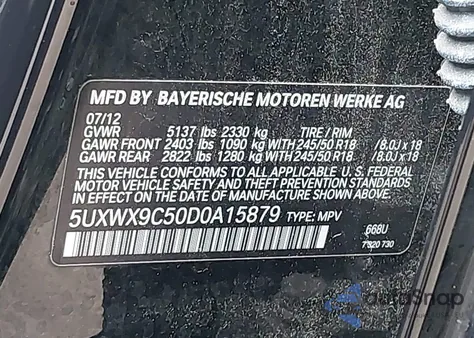 MFD BY BAYERISCHE MOTOREN WERKE AG
07/12
GVWR 5137 lbs 2330 kg TIRE / RIM
GAWR FRONT 2403 lbs 1090 kg WITH 245/50 R18 /8.0J x 18
GAWR REAR 2822 lbs 1280 kg WITH 245/50 R18 /8.0J x 18
THIS VEHICLE CONFORMS TO ALL APPLICABLE U. S. FEDERAL
MOTOR VEHICLE SAFETY AND THEFT PREVENTION STANDARDS
IN EFFECT ON THE DATE OF MANUFACTURE SHOWN ABOVE.
5UXWX9C50D0A15879 TYPE: MPV
668U
7 320 730
AutoSnap